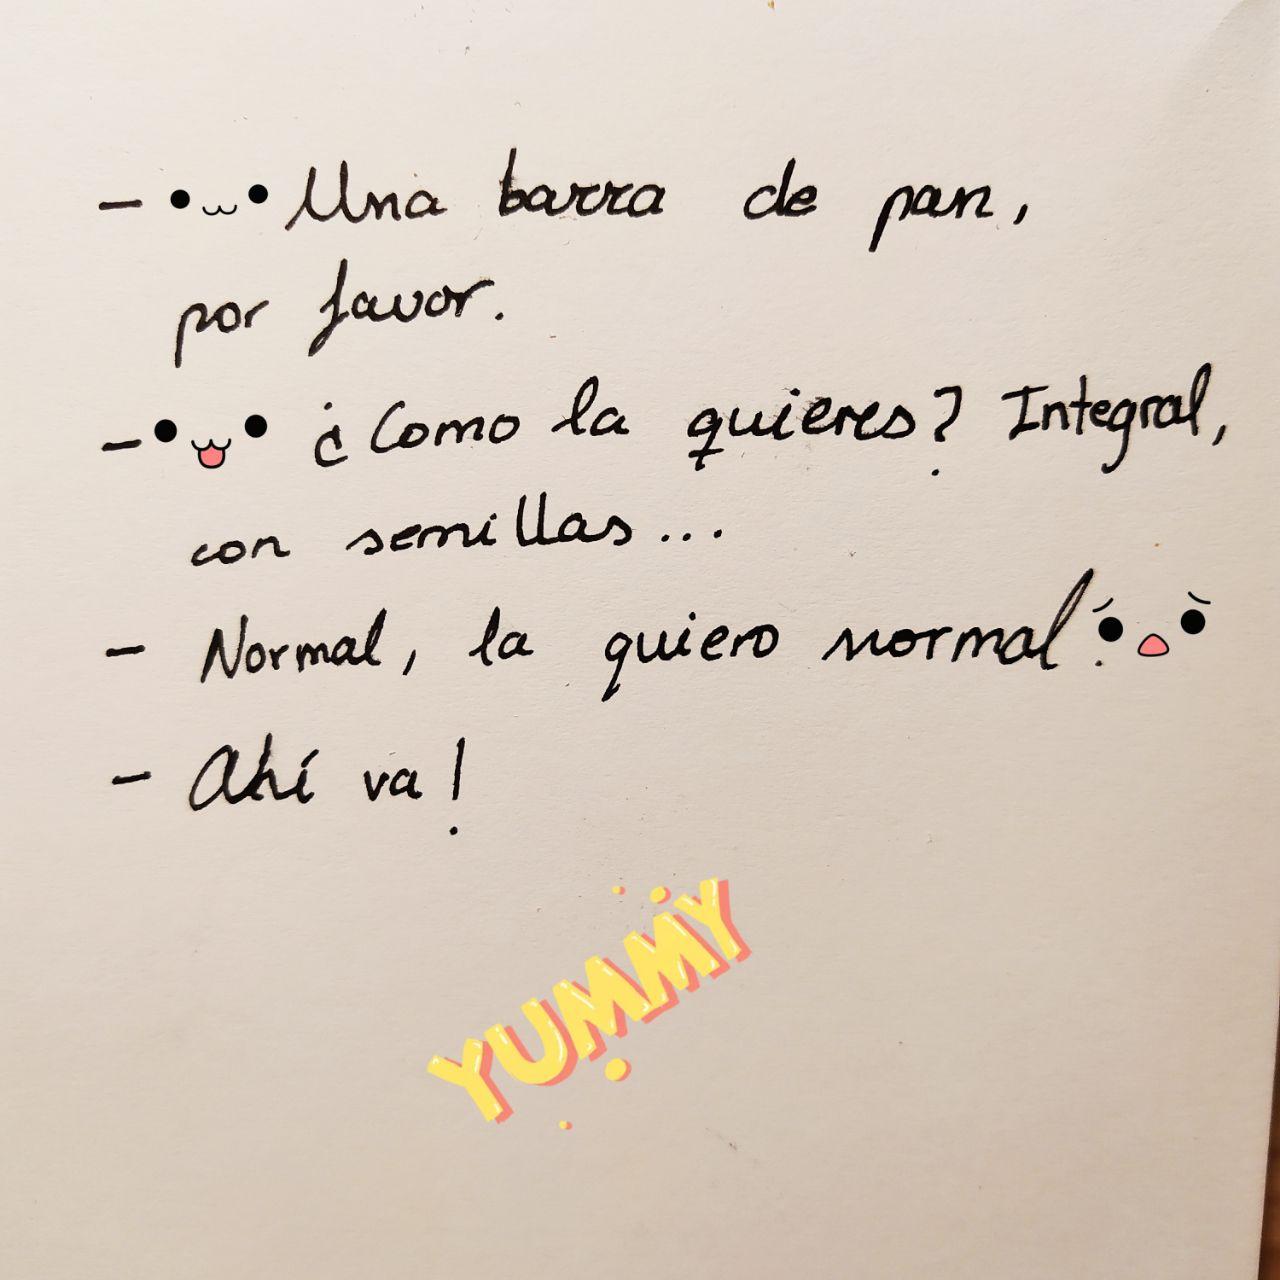 - Una barra de pan,
por favor.
- ¿Como la quieres? Integral,
con semillas...
- Normal, la quiero normal.
- Ahí va!
YUMMY